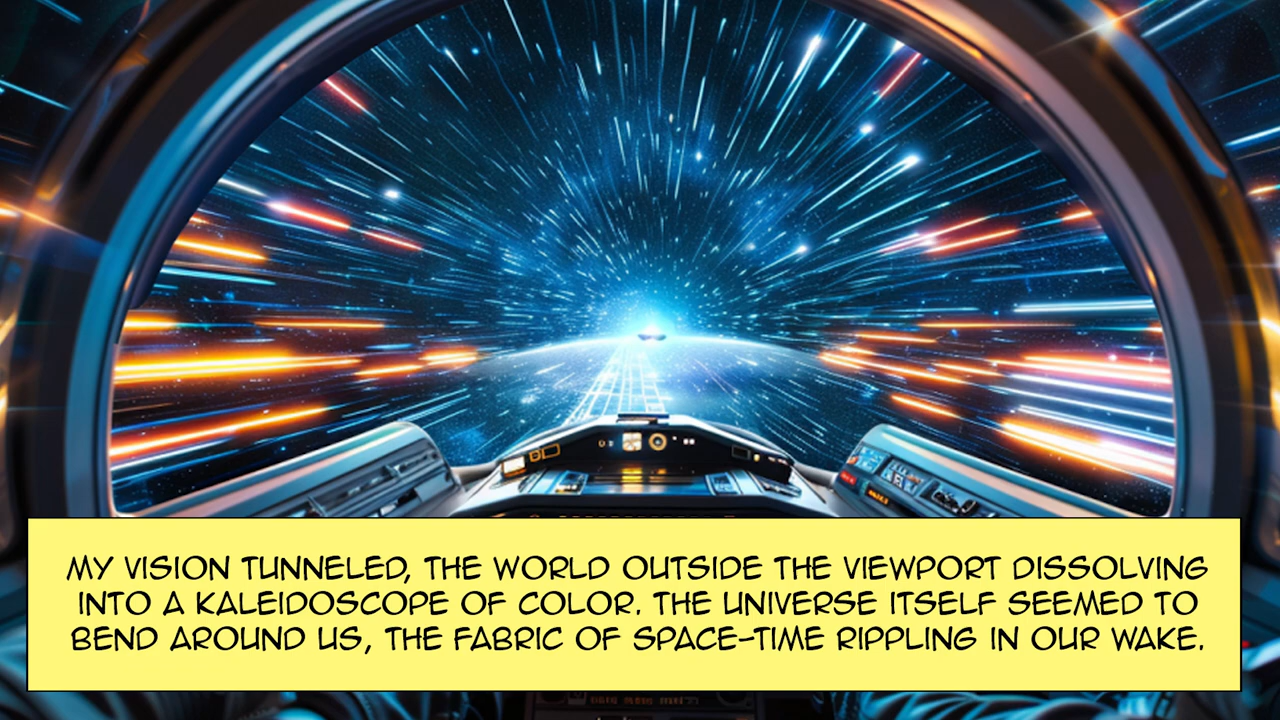 MY VISION TUNNELED, THE WORLD OUTSIDE THE VIEWPORT DISSOLVING
INTO A KALEIDOSCOPE OF COLOR. THE UNIVERSE ITSELF SEEMED TO
BEND AROUND US, THE FABRIC OF SPACE-TIME RIPPLING IN OUR WAKE.